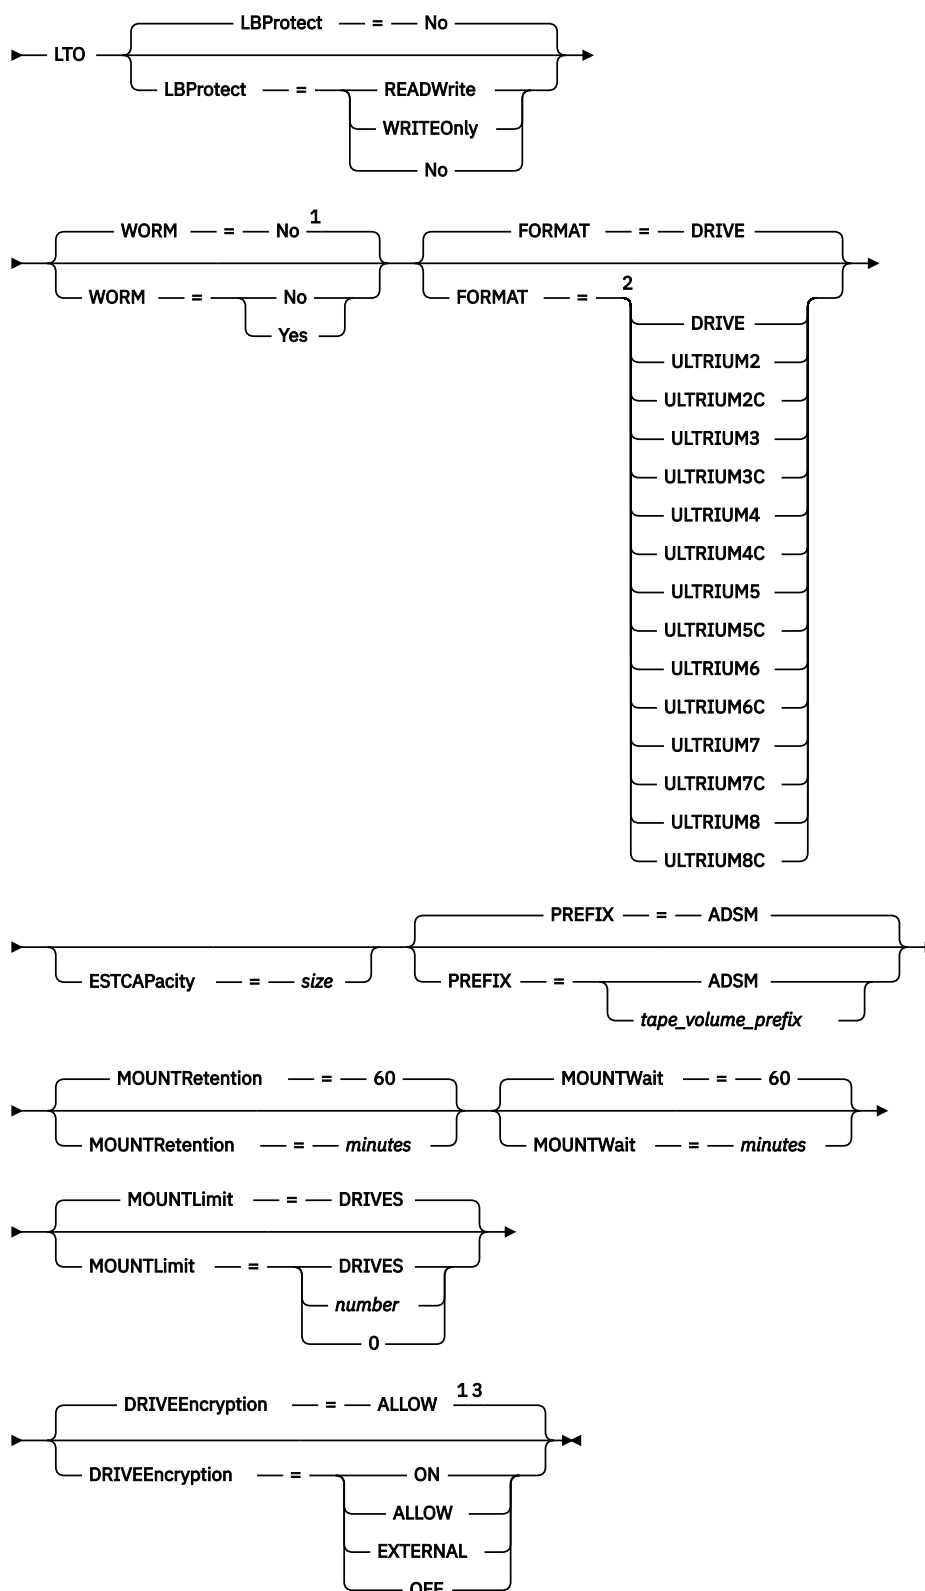 LBProtect = No
LTO
LBProtect = READWrite
WRITEOnly
No
WORM = No 1 FORMAT = DRIVE
WORM = No FORMAT = 2
Yes DRIVE
ULTRIUM2
ULTRIUM2C
ULTRIUM3
ULTRIUM3C
ULTRIUM4
ULTRIUM4C
ULTRIUM5
ULTRIUM5C
ULTRIUM6
ULTRIUM6C
ULTRIUM7
ULTRIUM7C
ULTRIUM8
ULTRIUM8C
PREFIX = ADSM
ESTCAPacity = size PREFIX = ADSM
tape_volume_prefix
MOUNTRetention = 60 MOUNTWait = 60
MOUNTRetention = minutes MOUNTWait = minutes
MOUNTLimit = DRIVES
MOUNTLimit = DRIVES
number
0
DRIVEEncryption = ALLOW 1 3
DRIVEEncryption = ON
ALLOW
EXTERNAL
OFF